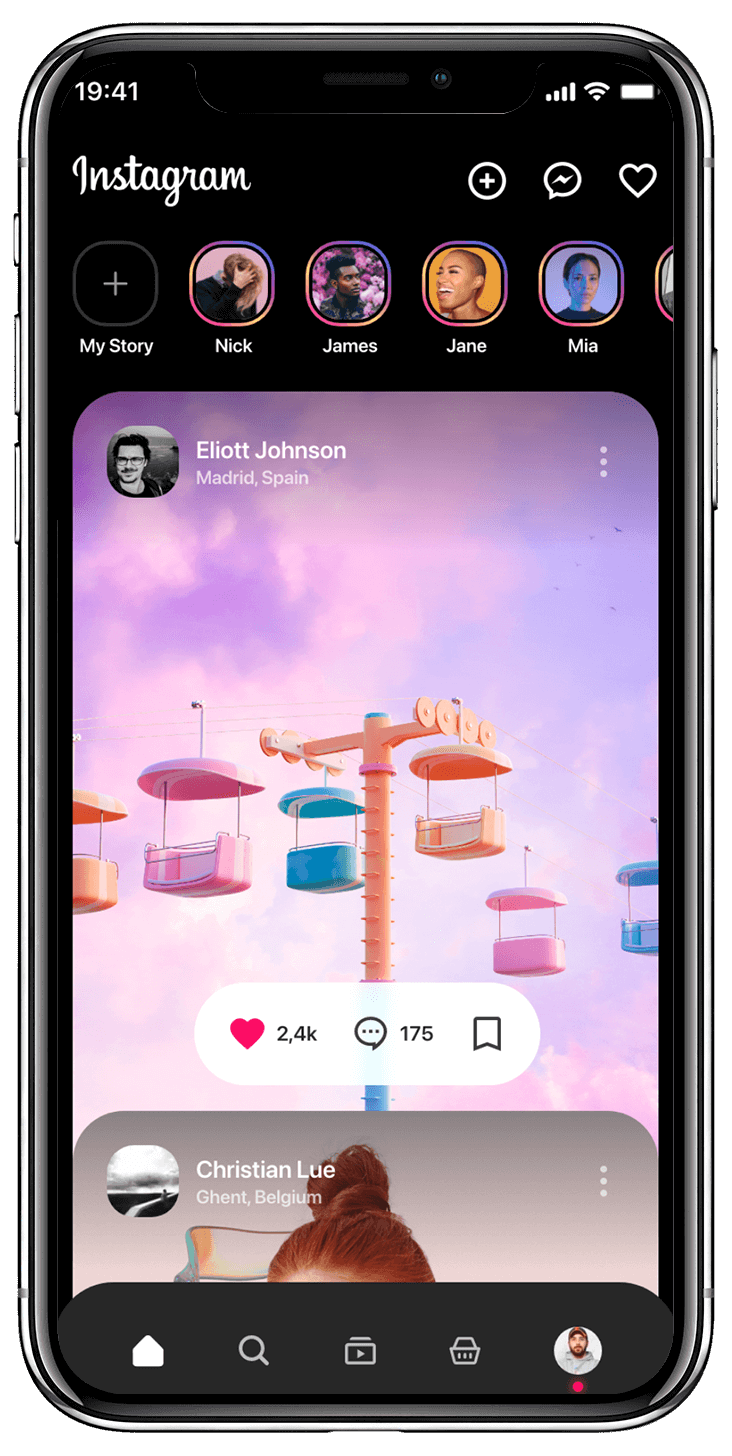 19:41
Instagram
My Story
Nick
James
Jane
Mia
Eliott Johnson
Madrid, Spain
2,4k
175
Christian Lue
Ghent, Belgium